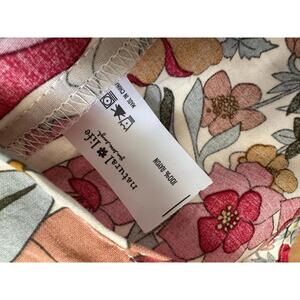 natural life
100% RAYON
MADE IN CHINA